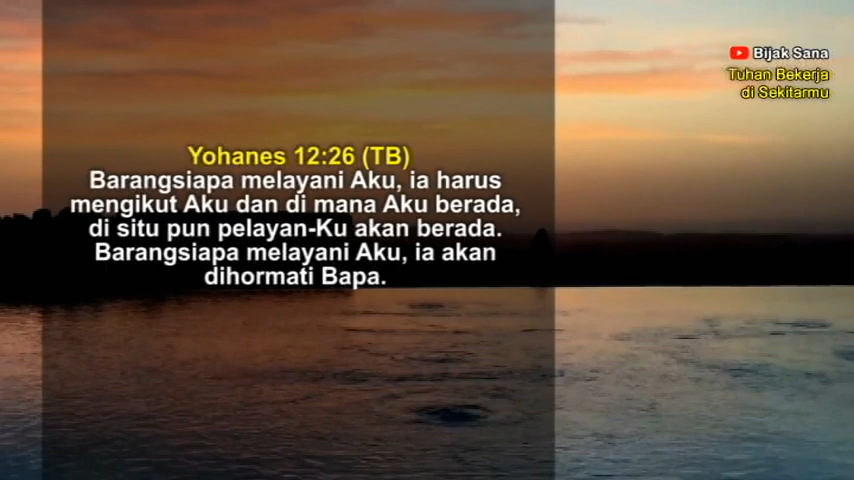 Bijak Sana
Tuhan Bekerja
di Sekitarmu
Yohanes 12:26 (TB)
Barangsiapa melayani Aku, ia harus
mengikut Aku dan di mana Aku berada,
di situ pun pelayan-Ku akan berada.
Barangsiapa melayani Aku, ia akan
dihormati Bapa.